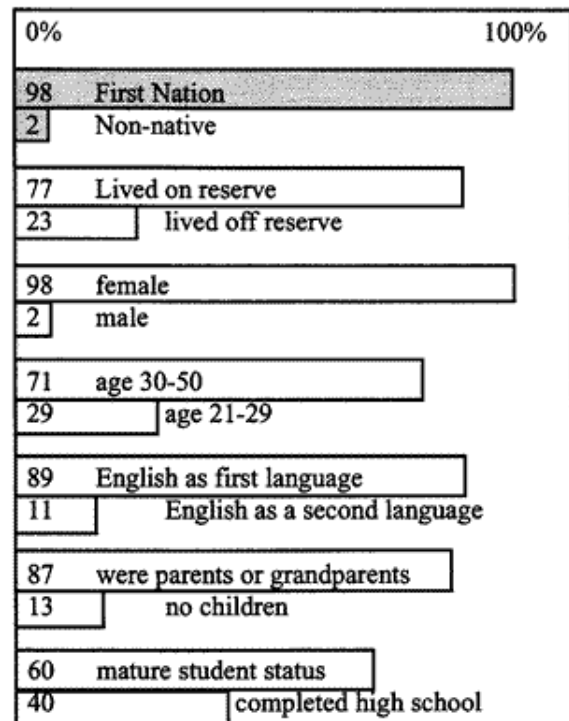 0% 100%
98 First Nation
2 Non-native
77 Lived on reserve
23 lived off reserve
98 female
2 male
71 age 30-50
29 age 21-29
89 English as first language
11 English as a second language
87 were parents or grandparents
13 no children
60 mature student status
40 completed high school